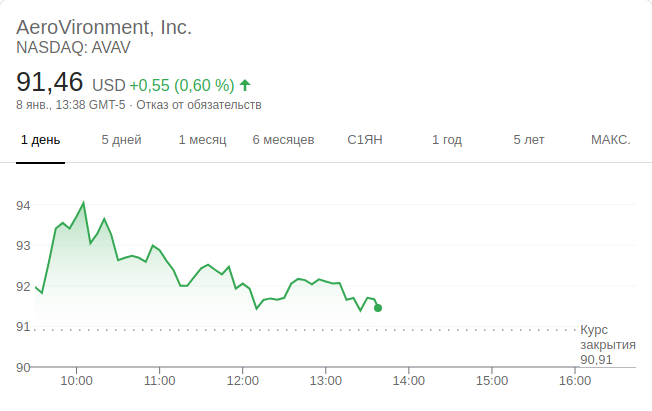 AeroVironment, Inc.
NASDAQ: AVAV
91,46 USD +0,55 (0,60 %)
8 янв., 13:38 GMT-5 · Отказ от обязательств
1 день 5 дней 1 месяц 6 месяцев С1ЯН 1 год 5 лет МАКС.
94
93
92
91
Курс
закрытия
90,91
90
10:00 11:00 12:00 13:00 14:00 15:00 16:00